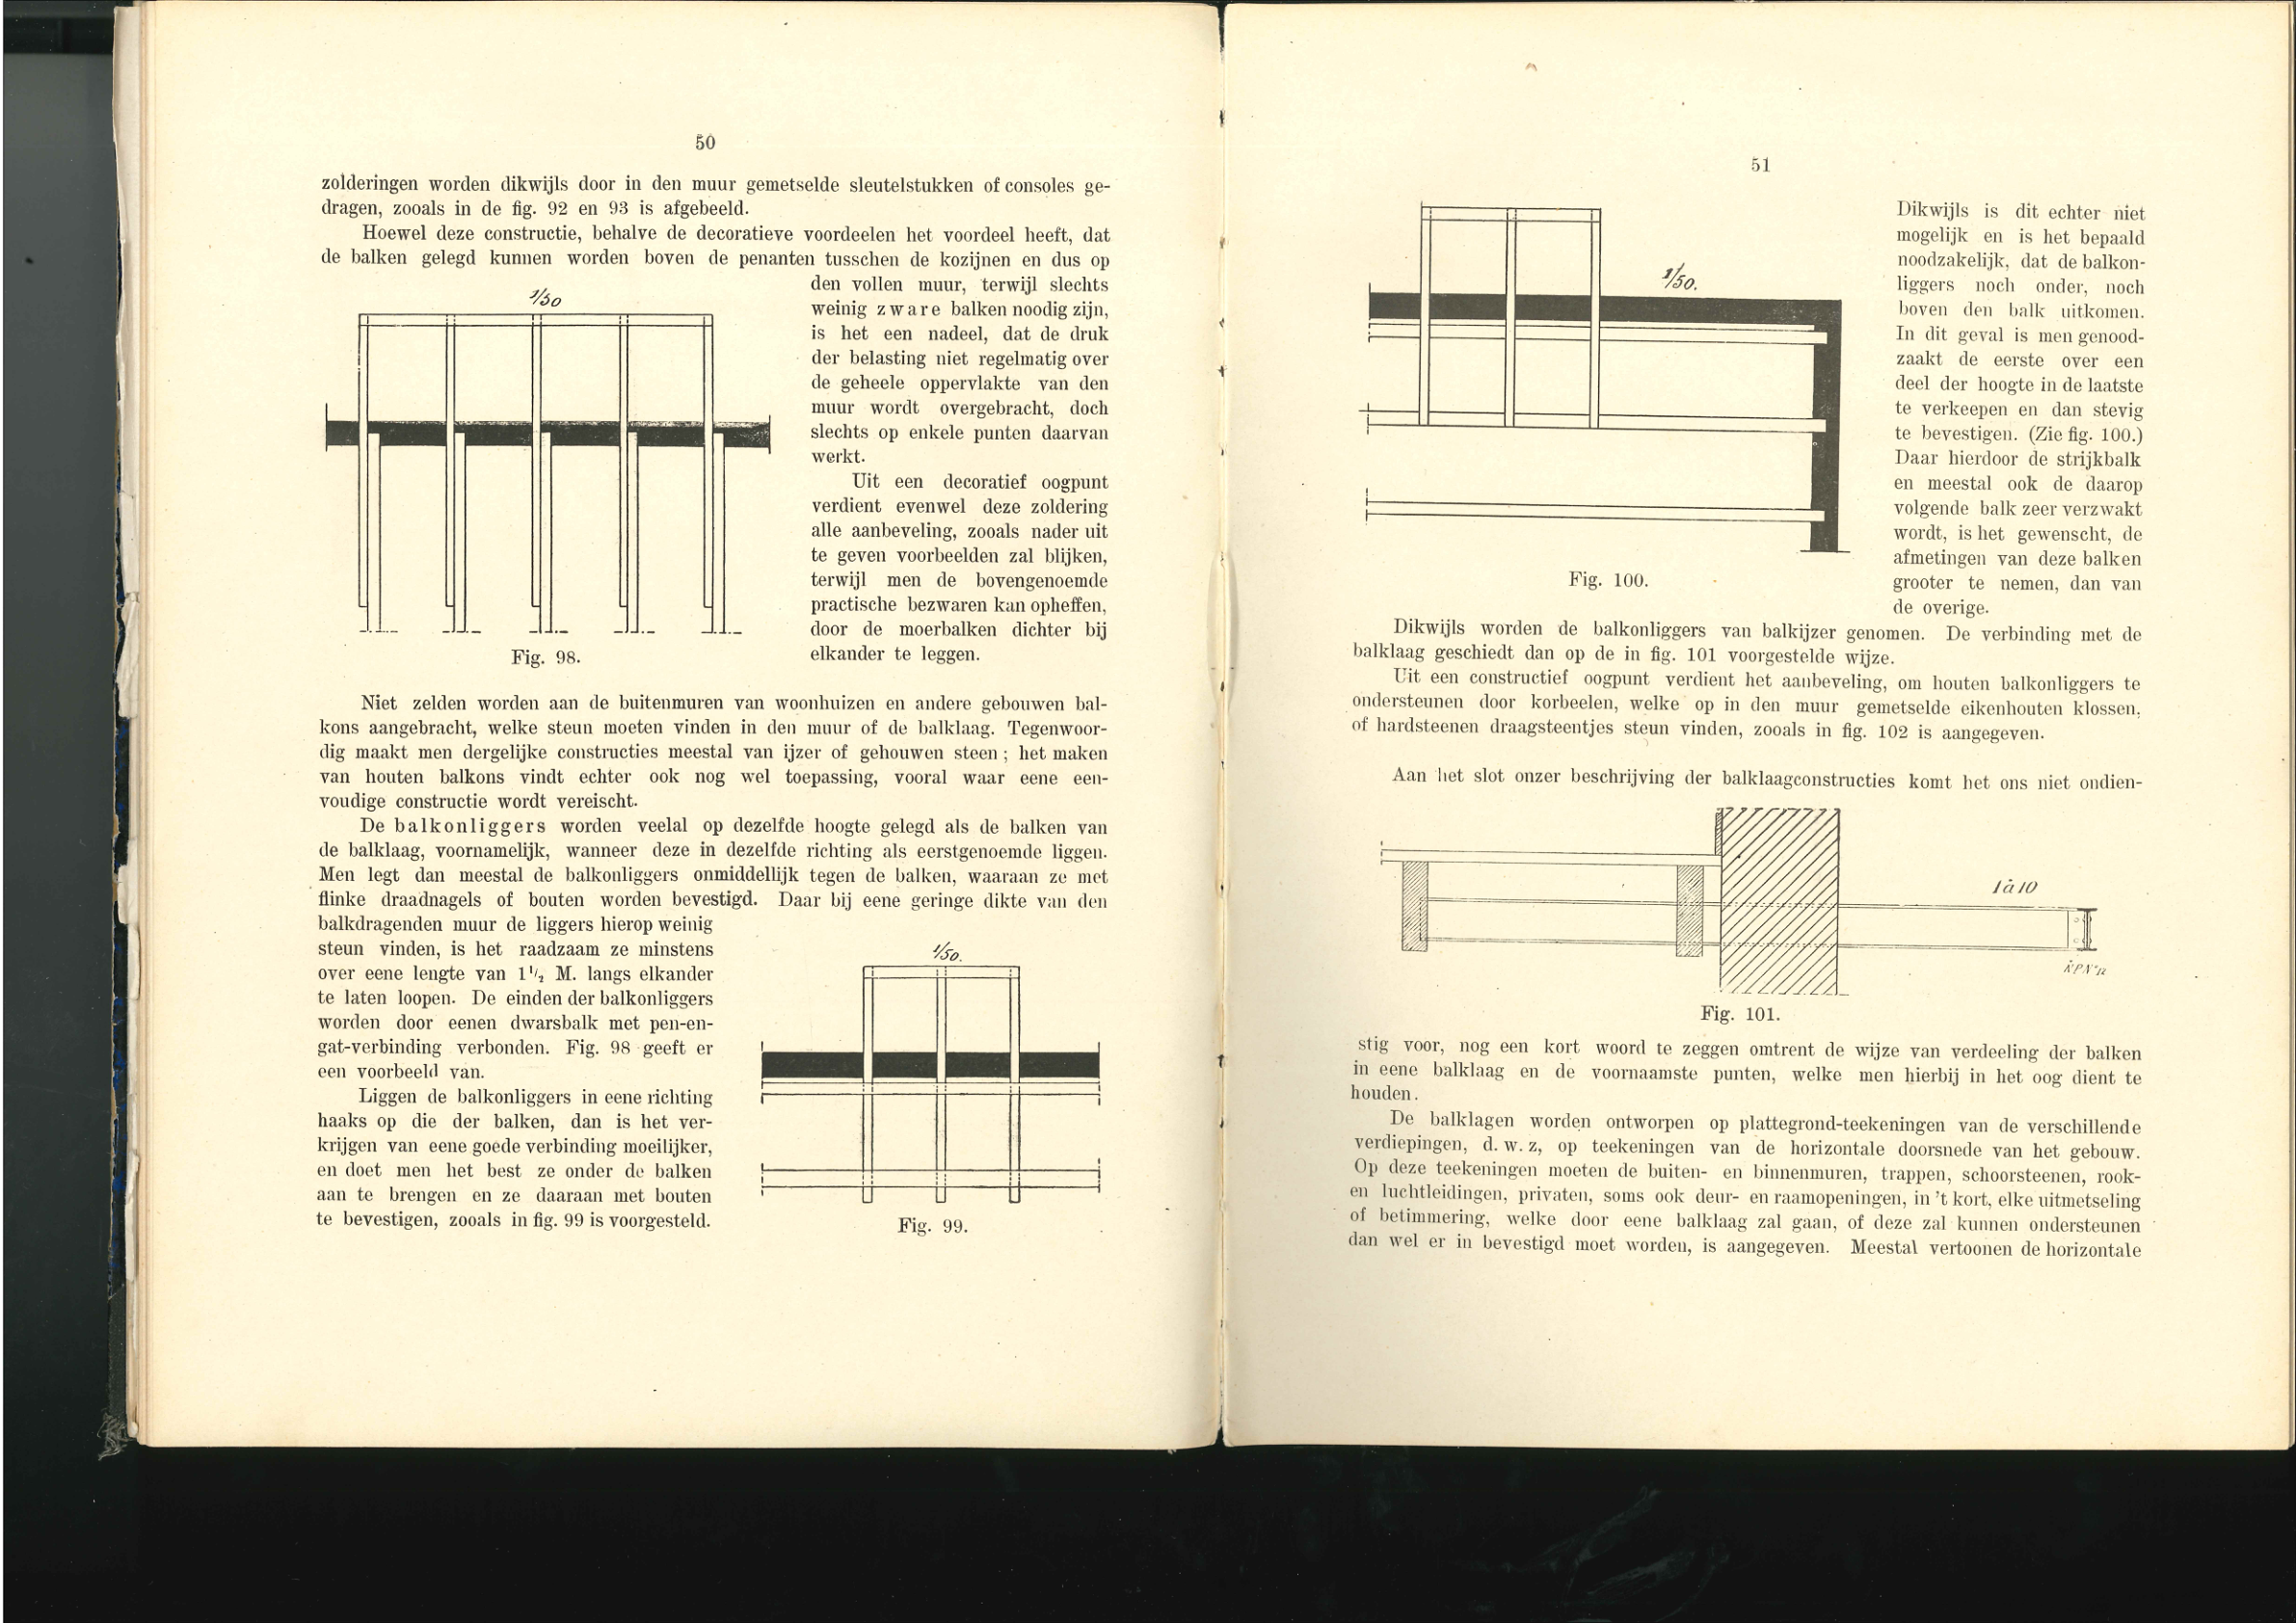 50
zolderingen worden dikwijls door in den muur gemetselde sleutelstukken of consoles ge-
dragen, zooals in de fig. 92 en 93 is afgebeeld.
Hoewel deze constructie, behalve de decoratieve voordeelen het voordeel heeft, dat
de balken gelegd kunnen worden boven de penanten tusschen de kozijnen en dus op
den vollen muur, terwijl slechts
weinig zware balken noodig zijn,
is het een nadeel, dat de druk
der belasting niet regelmatig over
de geheele oppervlakte van den
muur wordt overgebracht, doch
slechts op enkele punten daarvan
werkt.
Uit een decoratief oogpunt
verdient evenwel deze zoldering
alle aanbeveling, zooals nader uit
te geven voorbeelden zal blijken,
terwijl men de bovengenoemde
practische bezwaren kan opheffen,
door de moerbalken dichter bij
elkander te leggen.
1/50
Fig. 98.
Niet zelden worden aan de buitenmuren van woonhuizen en andere gebouwen bal-
kons aangebracht, welke steun moeten vinden in den muur of de balklaag. Tegenwoor-
dig maakt men dergelijke constructies meestal van ijzer of gehouwen steen; het maken
van houten balkons vindt echter ook nog wel toepassing, vooral waar eene een-
voudige constructie wordt vereischt.
De balkonliggers worden veelal op dezelfde hoogte gelegd als de balken van
de balklaag, voornamelijk, wanneer deze in dezelfde richting als eerstgenoemde liggen.
Men legt dan meestal de balkonliggers onmiddellijk tegen de balken, waaraan ze met
flinke draadnagels of bouten worden bevestigd. Daar bij eene geringe dikte van den
balkdragenden muur de liggers hierop weinig
steun vinden, is het raadzaam ze minstens
over eene lengte van 1 1/2 M. langs elkander
te laten loopen. De einden der balkonliggers
worden door eenen dwarsbalk met pen-en-
gat-verbinding verbonden. Fig. 98 geeft er
een voorbeeld van.
Liggen de balkonliggers in eene richting
haaks op die der balken, dan is het ver-
krijgen van eene goede verbinding moeilijker,
en doet men het best ze onder de balken
aan te brengen en ze daaraan met bouten
te bevestigen, zooals in fig. 99 is voorgesteld.
1/50.
Fig. 99.
51
1/50.
Fig. 100.
Dikwijls is dit echter niet
mogelijk en is het bepaald
noodzakelijk, dat de balkon-
liggers noch onder, noch
boven den balk uitkomen.
In dit geval is men genood-
zaakt de eerste over een
deel der hoogte in de laatste
te verkeepen en dan stevig
te bevestigen. (Zie fig. 100.)
Daar hierdoor de strijkbalk
en meestal ook de daarop
volgende balk zeer verzwakt
wordt, is het gewenscht, de
afmetingen van deze balken
grooter te nemen, dan van
de overige.
Dikwijls worden de balkonliggers van balkijzer genomen. De verbinding met de
balklaag geschiedt dan op de in fig. 101 voorgestelde wijze.
Uit een constructief oogpunt verdient het aanbeveling, om houten balkonliggers te
ondersteunen door korbeelen, welke op in den muur gemetselde eikenhouten klossen,
of hardsteenen draagsteentjes steun vinden, zooals in fig. 102 is aangegeven.
Aan het slot onzer beschrijving der balklaagconstructies komt het ons niet ondien-
1 à 10
Fig. 101.
stig voor, nog een kort woord te zeggen omtrent de wijze van verdeeling der balken
in eene balklaag en de voornaamste punten, welke men hierbij in het oog dient te
houden.
De balklagen worden ontworpen op plattegrond-teekeningen van de verschillende
verdiepingen, d. w. z, op teekeningen van de horizontale doorsnede van het gebouw.
Op deze teekeningen moeten de buiten- en binnenmuren, trappen, schoorsteenen, rook-
en luchtleidingen, privaten, soms ook deur- en raamopeningen, in 't kort, elke uitmetseling
of betimmering, welke door eene balklaag zal gaan, of deze zal kunnen ondersteunen
dan wel er in bevestigd moet worden, is aangegeven. Meestal vertoonen de horizontale